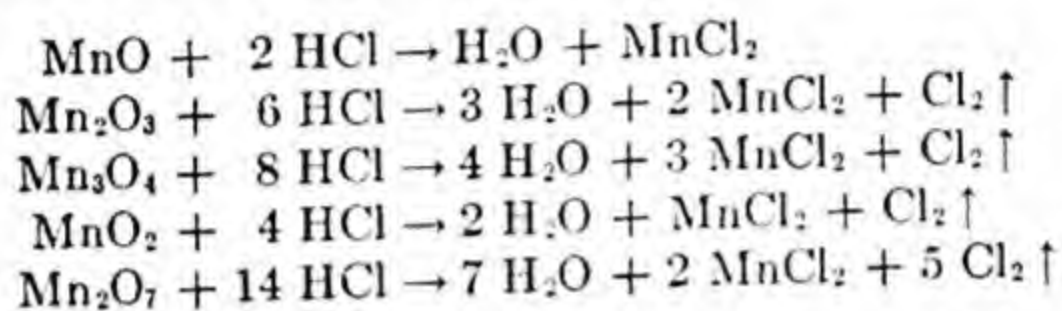 MnO + 2 HCl → H₂O + MnCl₂
Mn₂O₃ + 6 HCl → 3 H₂O + 2 MnCl₂ + Cl₂ ↑
Mn₃O₄ + 8 HCl → 4 H₂O + 3 MnCl₂ + Cl₂ ↑
MnO₂ + 4 HCl → 2 H₂O + MnCl₂ + Cl₂ ↑
Mn₂O₇ + 14 HCl → 7 H₂O + 2 MnCl₂ + 5 Cl₂ ↑